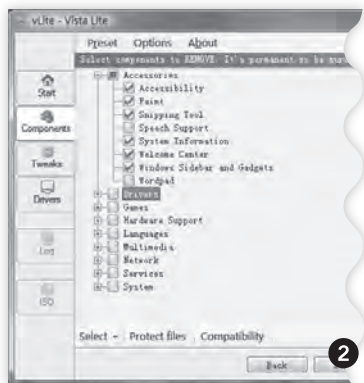 vLite - Vista Lite
Preset Options About
Select components to REMOVE. It's permanent so be sure
Start
Components
Tweaks
Drivers
Log
ISO
Accessories
Accessibility
Paint
Snipping Tool
Speech Support
System Information
Welcome Center
Windows Sidebar and Gadgets
Wordpad
Drivers
Games
Hardware Support
Languages
Multimedia
Network
Services
System
Select Protect files Compatibility
Back
2